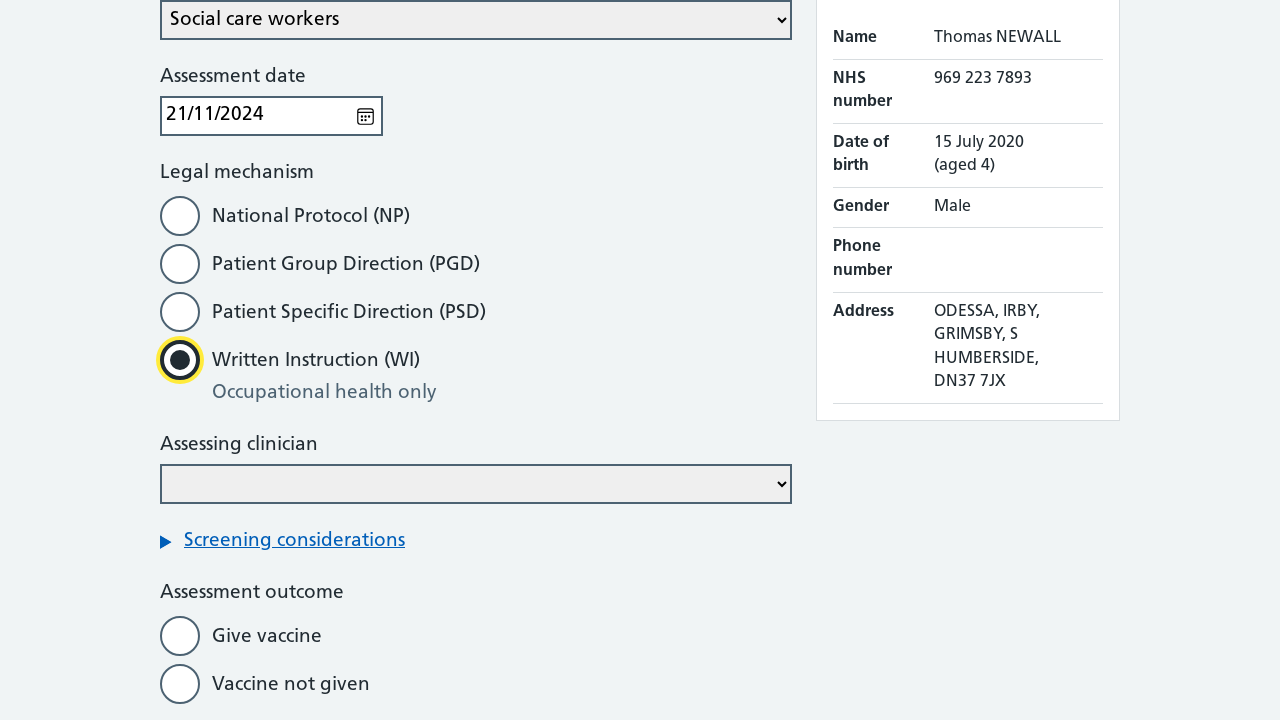 Social care workers
Assessment date
21/11/2024
Legal mechanism
National Protocol (NP)
Patient Group Direction (PGD)
Patient Specific Direction (PSD)
Written Instruction (WI)
Occupational health only
Assessing clinician
Screening considerations
Assessment outcome
Give vaccine
Vaccine not given
Name Thomas NEWALL
NHS number 969 223 7893
Date of birth 15 July 2020 (aged 4)
Gender Male
Phone number
Address ODESSA, IRBY,
GRIMSBY, S
HUMBERSIDE,
DN37 7JX